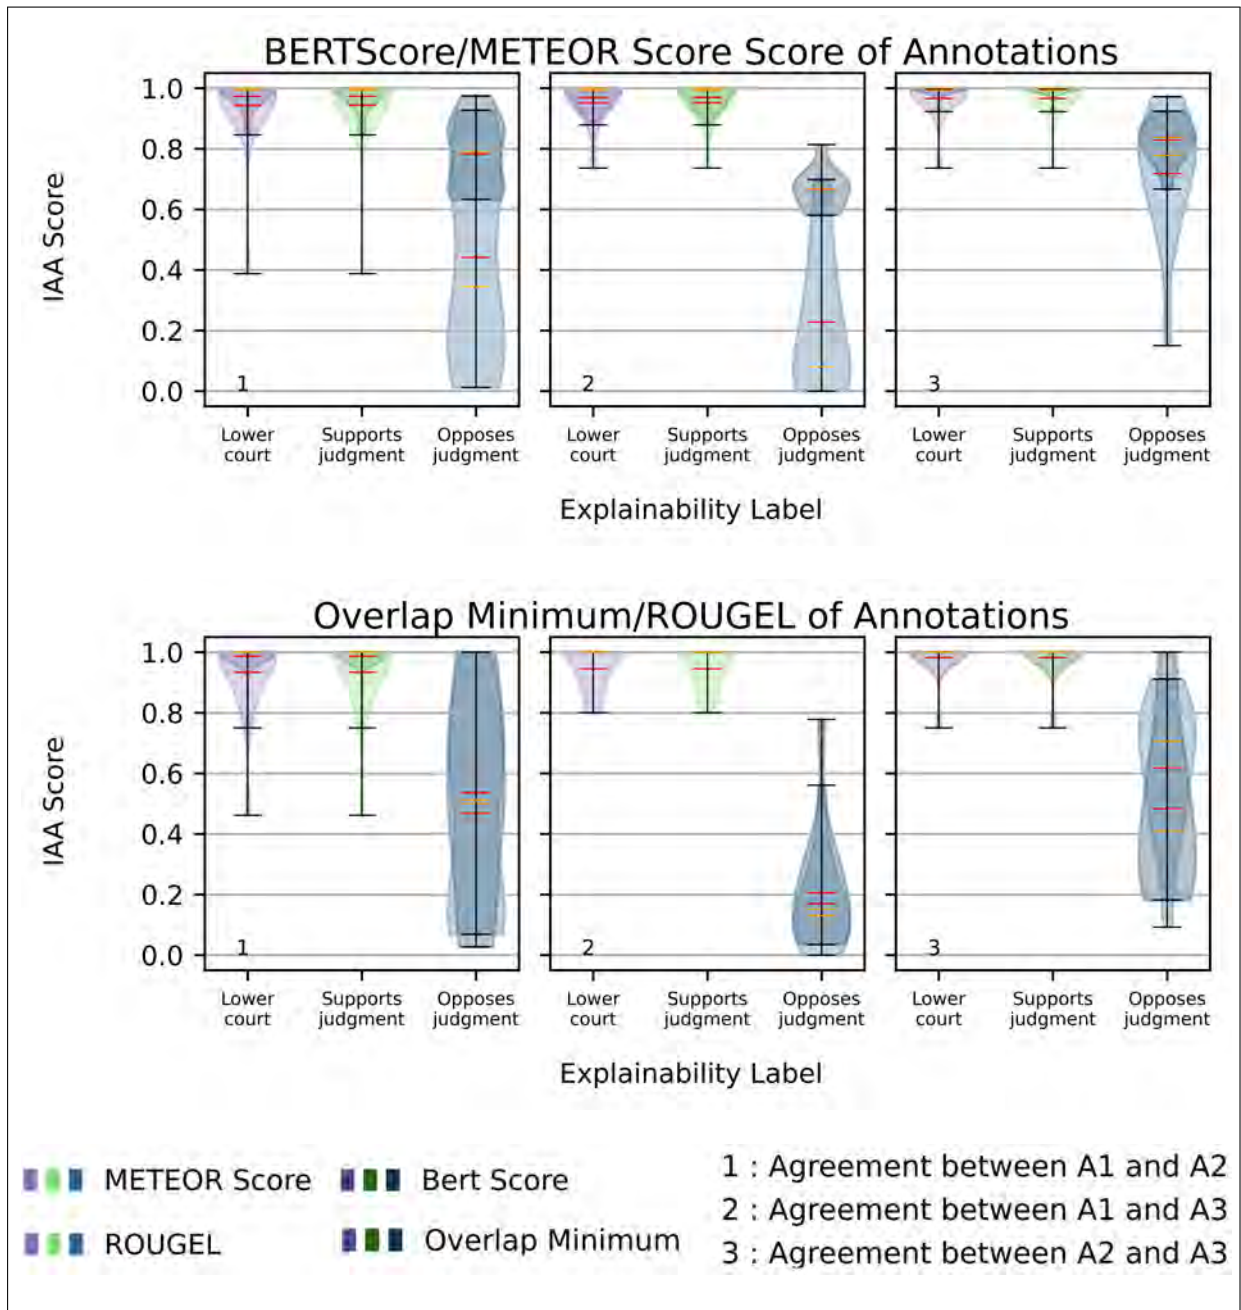 BERTScore/METEOR Score Score of Annotations
IAA Score
1.0
0.8
0.6
0.4
0.2
0.0
1
2
3
Lower court
Supports judgment
Opposes judgment
Lower court
Supports judgment
Opposes judgment
Lower court
Supports judgment
Opposes judgment
Explainability Label
Overlap Minimum/ROUGEL of Annotations
IAA Score
1.0
0.8
0.6
0.4
0.2
0.0
1
2
3
Lower court
Supports judgment
Opposes judgment
Lower court
Supports judgment
Opposes judgment
Lower court
Supports judgment
Opposes judgment
Explainability Label
METEOR Score
Bert Score
ROUGEL
Overlap Minimum
1 : Agreement between A1 and A2
2 : Agreement between A1 and A3
3 : Agreement between A2 and A3